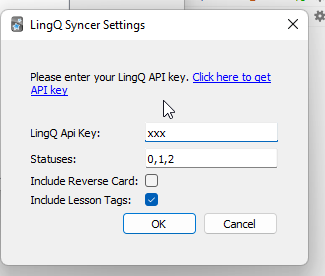 LingQ Syncer Settings
Please enter your LingQ API key. Click here to get
API key
LingQ Api Key: xxx
Statuses: 0,1,2
Include Reverse Card:
Include Lesson Tags:
OK Cancel